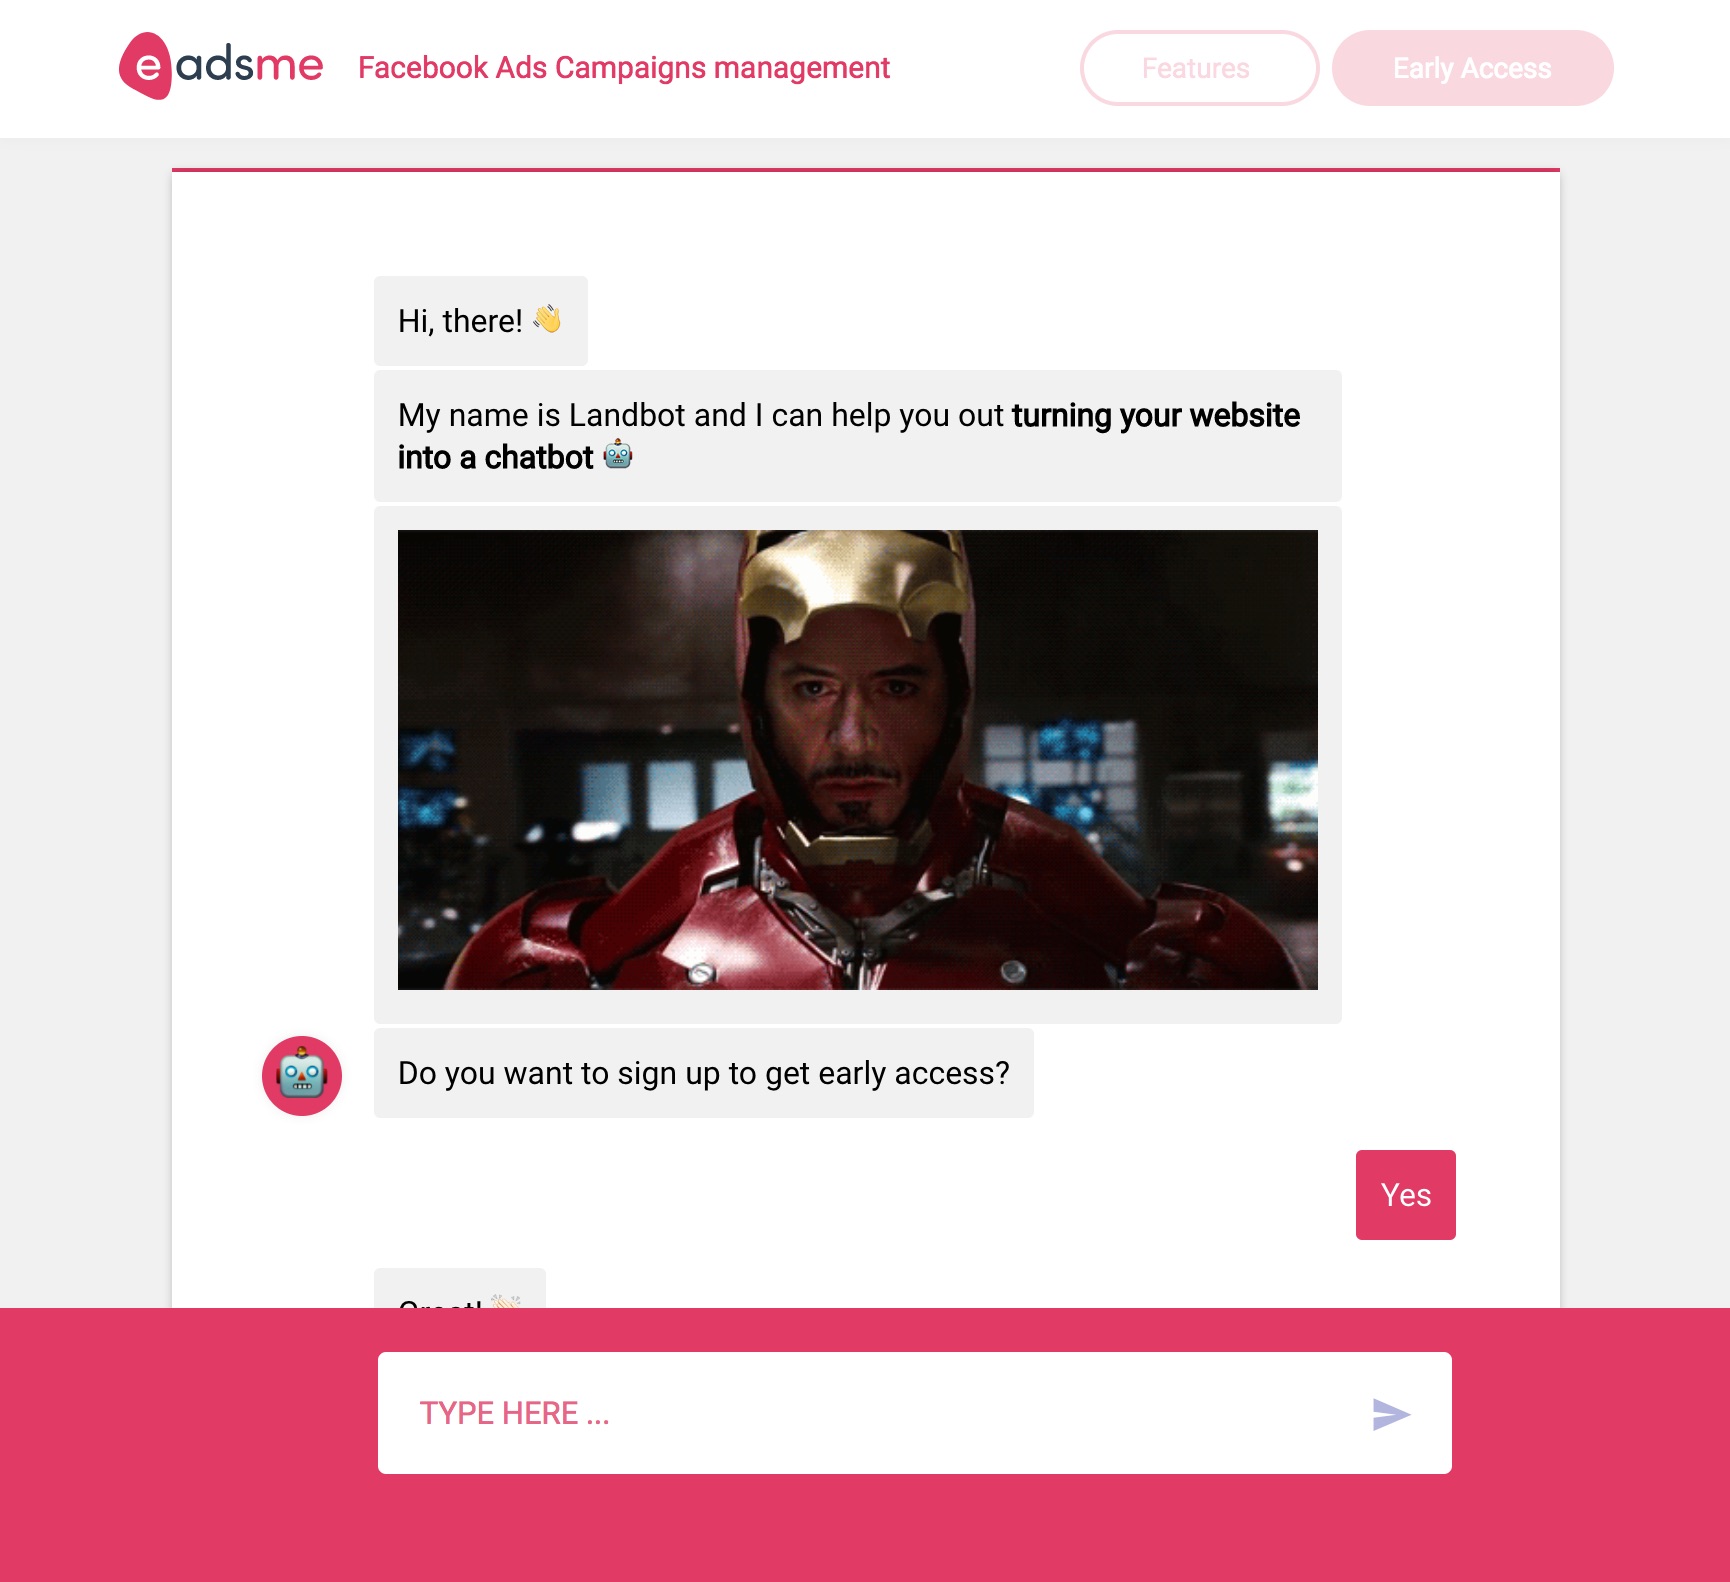 eadsme
Facebook Ads Campaigns management
Features
Early Access
Hi, there! 👋
My name is Landbot and I can help you out turning your website
into a chatbot 🤖
Do you want to sign up to get early access?
Yes
Great! 👏
TYPE HERE ...